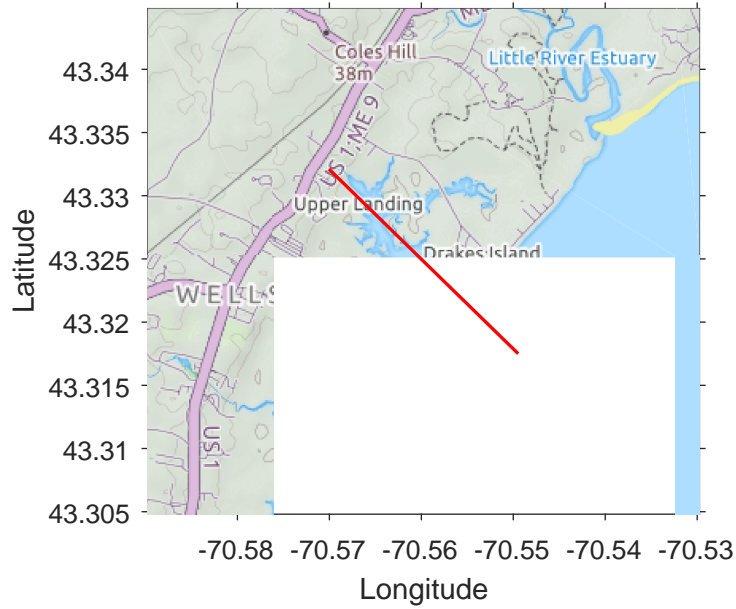 Coles Hill
38m
Little River Estuary
US 1;ME 9
Upper Landing
Drakes Island
WELLS
US 1
43.34
43.335
43.33
43.325
43.32
43.315
43.31
43.305
Latitude
-70.58 -70.57 -70.56 -70.55 -70.54 -70.53
Longitude